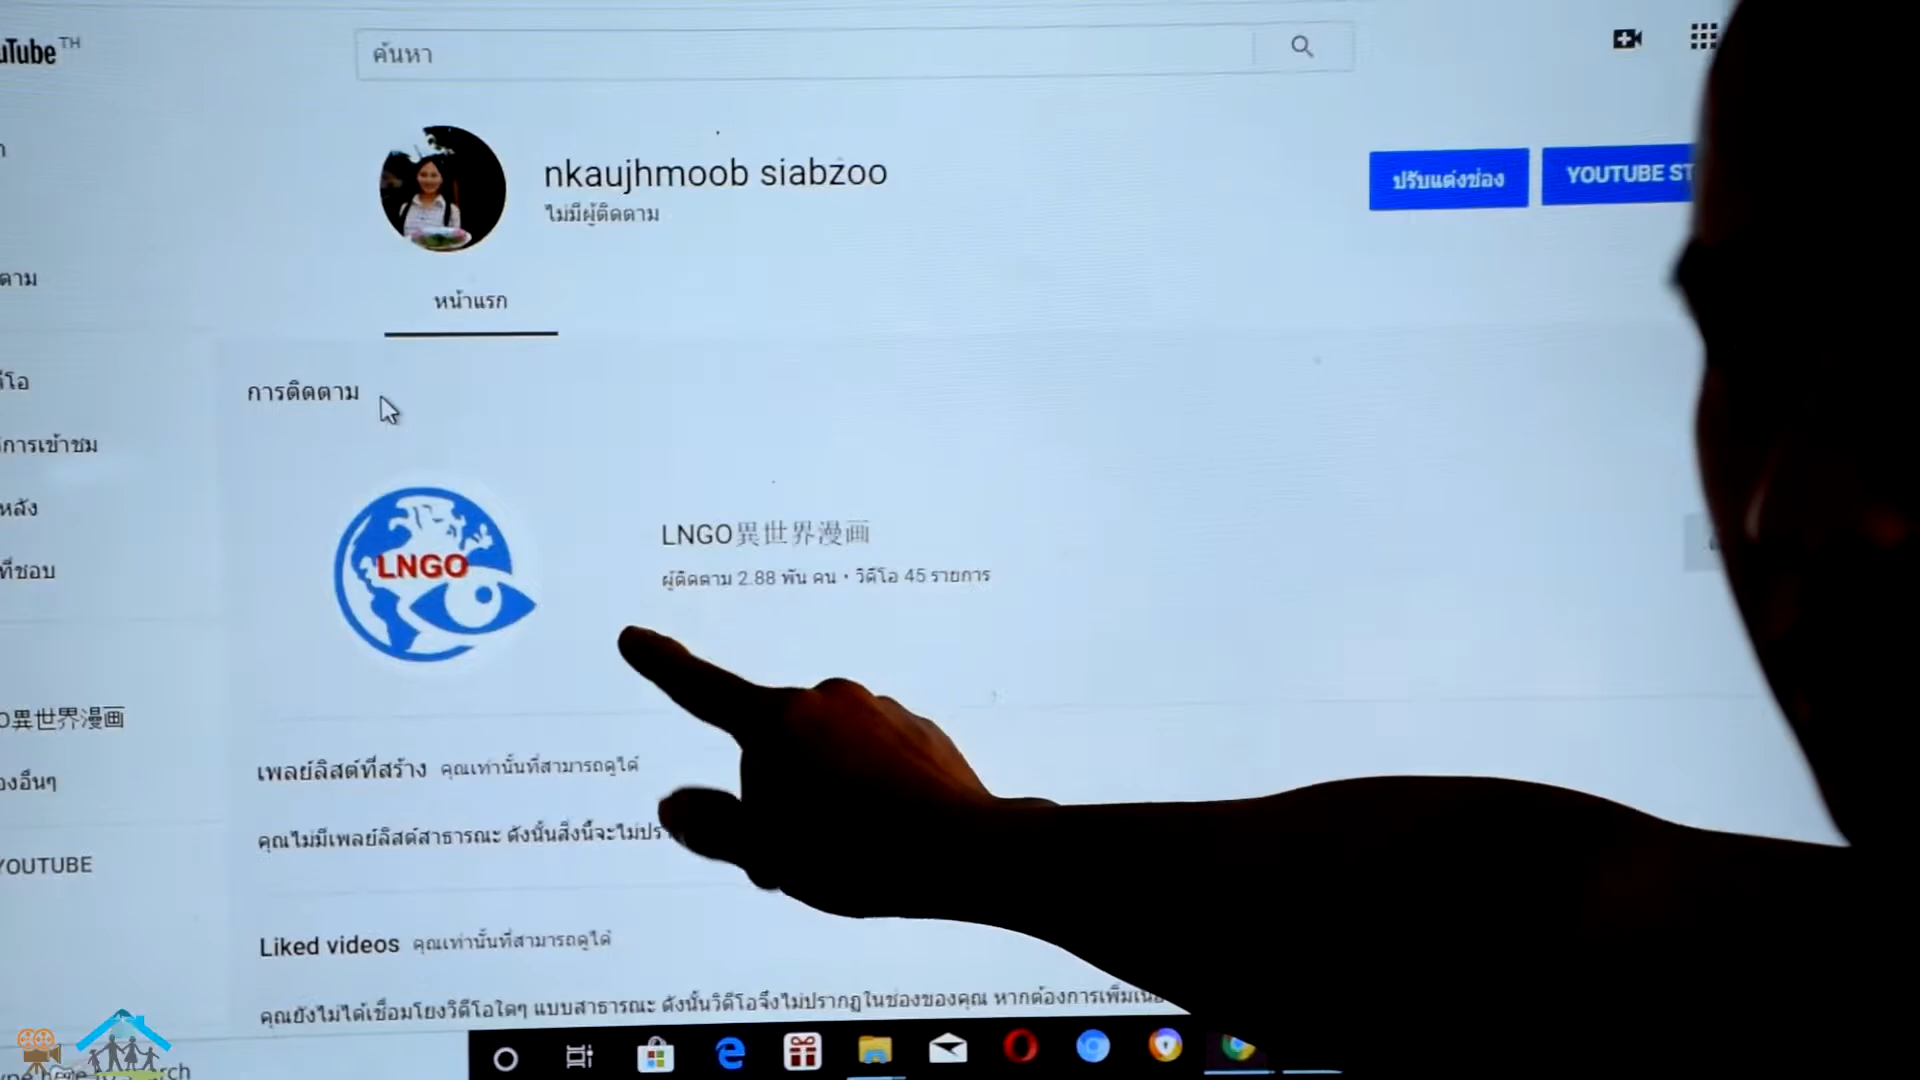 uTube TH
ค้นหา
nkaujhmoob siabzoo
ไม่มีผู้ติดตาม
ปรับแต่งช่อง
YOUTUBE ST
หน้าแรก
ตาม
การติดตาม
การเข้าชม
หลัง
ที่ชอบ
LNGO
LNGO異世界漫画
ผู้ติดตาม 2.88 พัน คน • วิดีโอ 45 รายการ
O異世界漫画
องอื่นๆ
YOUTUBE
เพลย์ลิสต์ที่สร้าง คุณเท่านั้นที่สามารถดูได้
คุณไม่มีเพลย์ลิสต์สาธารณะ ดังนั้นสิ่งนี้จะไม่ปรา
Liked videos คุณเท่านั้นที่สามารถดูได้
คุณยังไม่ได้เชื่อมโยงวิดีโอใดๆ แบบสาธารณะ ดังนั้นวิดีโอจึงไม่ปรากฏในช่องของคุณ หากต้องการเพิ่มเนื้อ